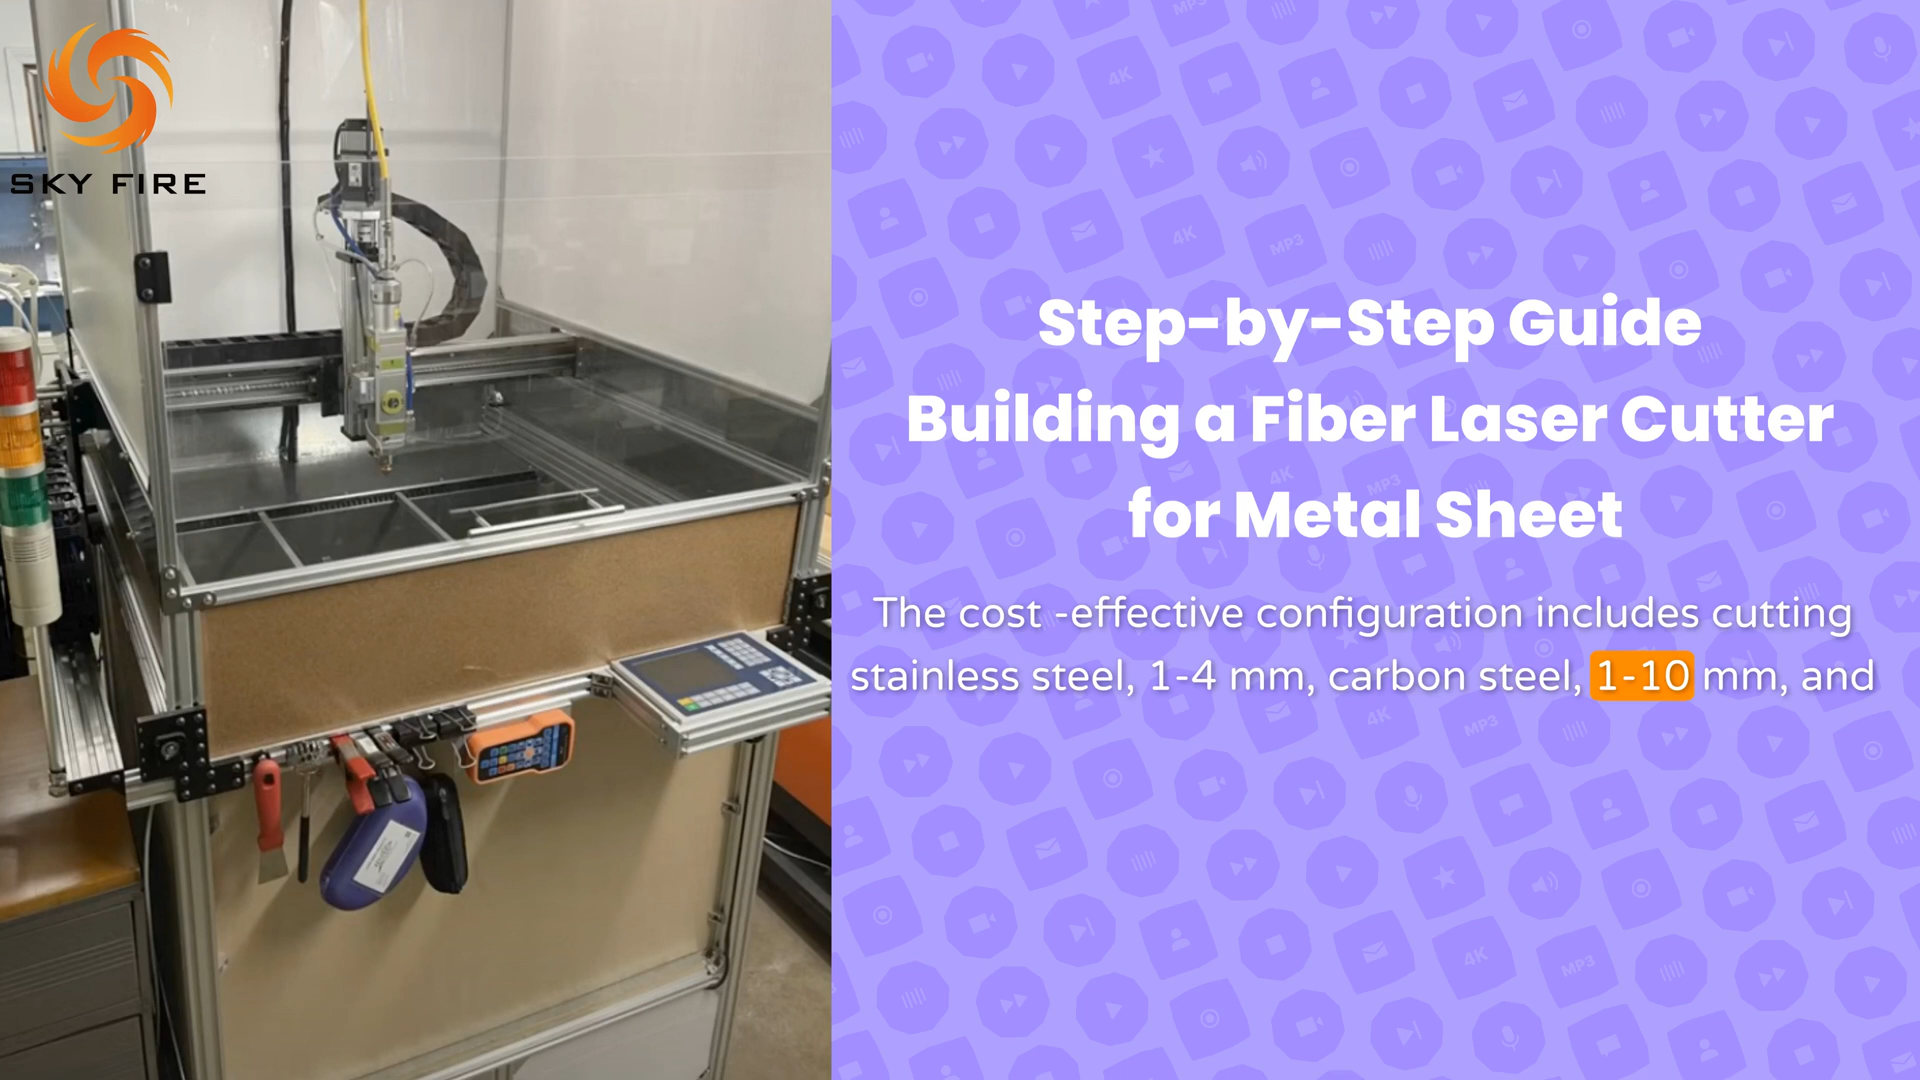 SKY FIRE
Step-by-Step Guide
Building a Fiber Laser Cutter
for Metal Sheet
The cost -effective configuration includes cutting
stainless steel, 1-4 mm, carbon steel, 1-10 mm, and